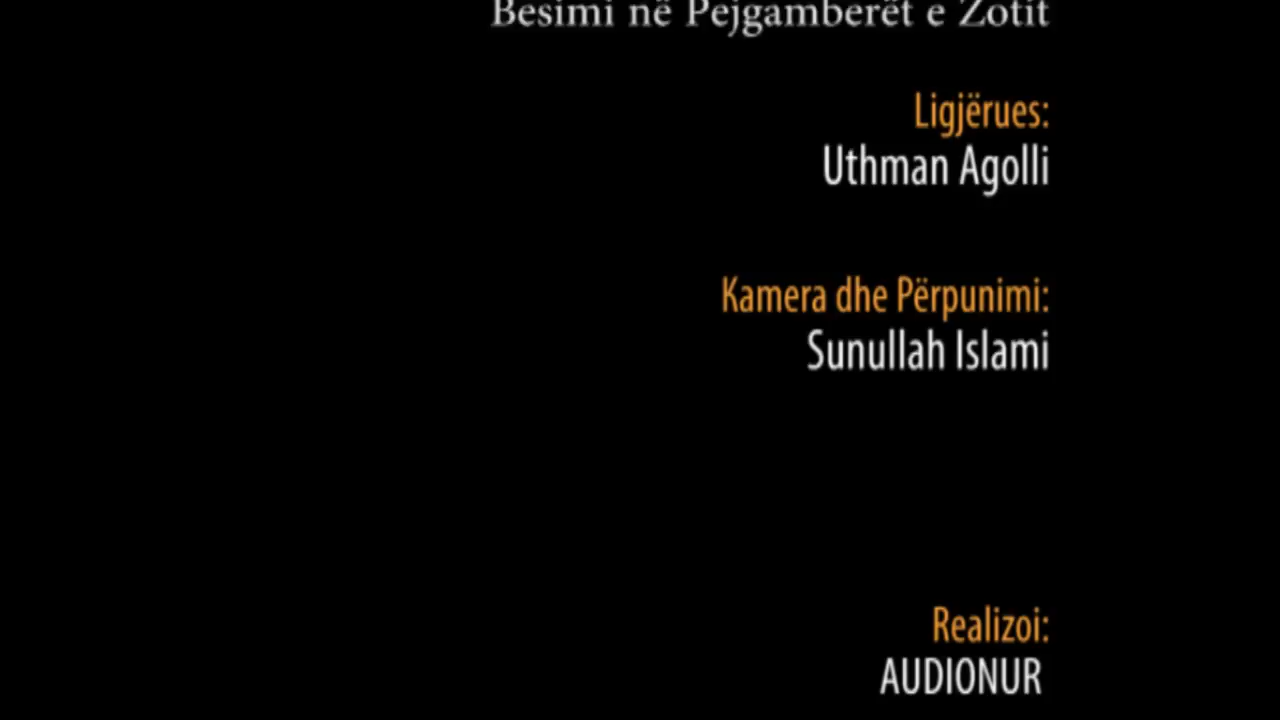 Besimi në Pejgamberët e Zotit
Ligjërues:
Uthman Agolli
Kamera dhe Përpunimi:
Sunullah Islami
Realizoi:
AUDIONUR